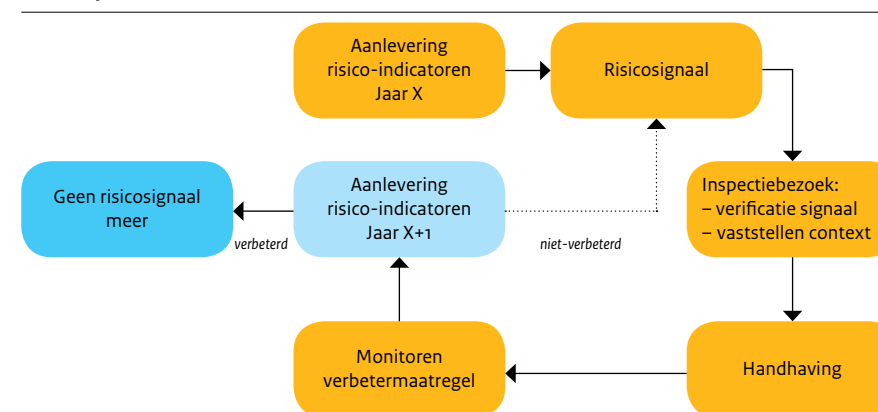 Aanlevering
risico-indicatoren
Jaar X
Risicosignaal
Geen risicosignaal
meer
verbeterd
Aanlevering
risico-indicatoren
Jaar X+1
niet-verbeterd
Inspectiebezoek:
– verificatie signaal
– vaststellen context
Monitoren
verbetermaatregel
Handhaving